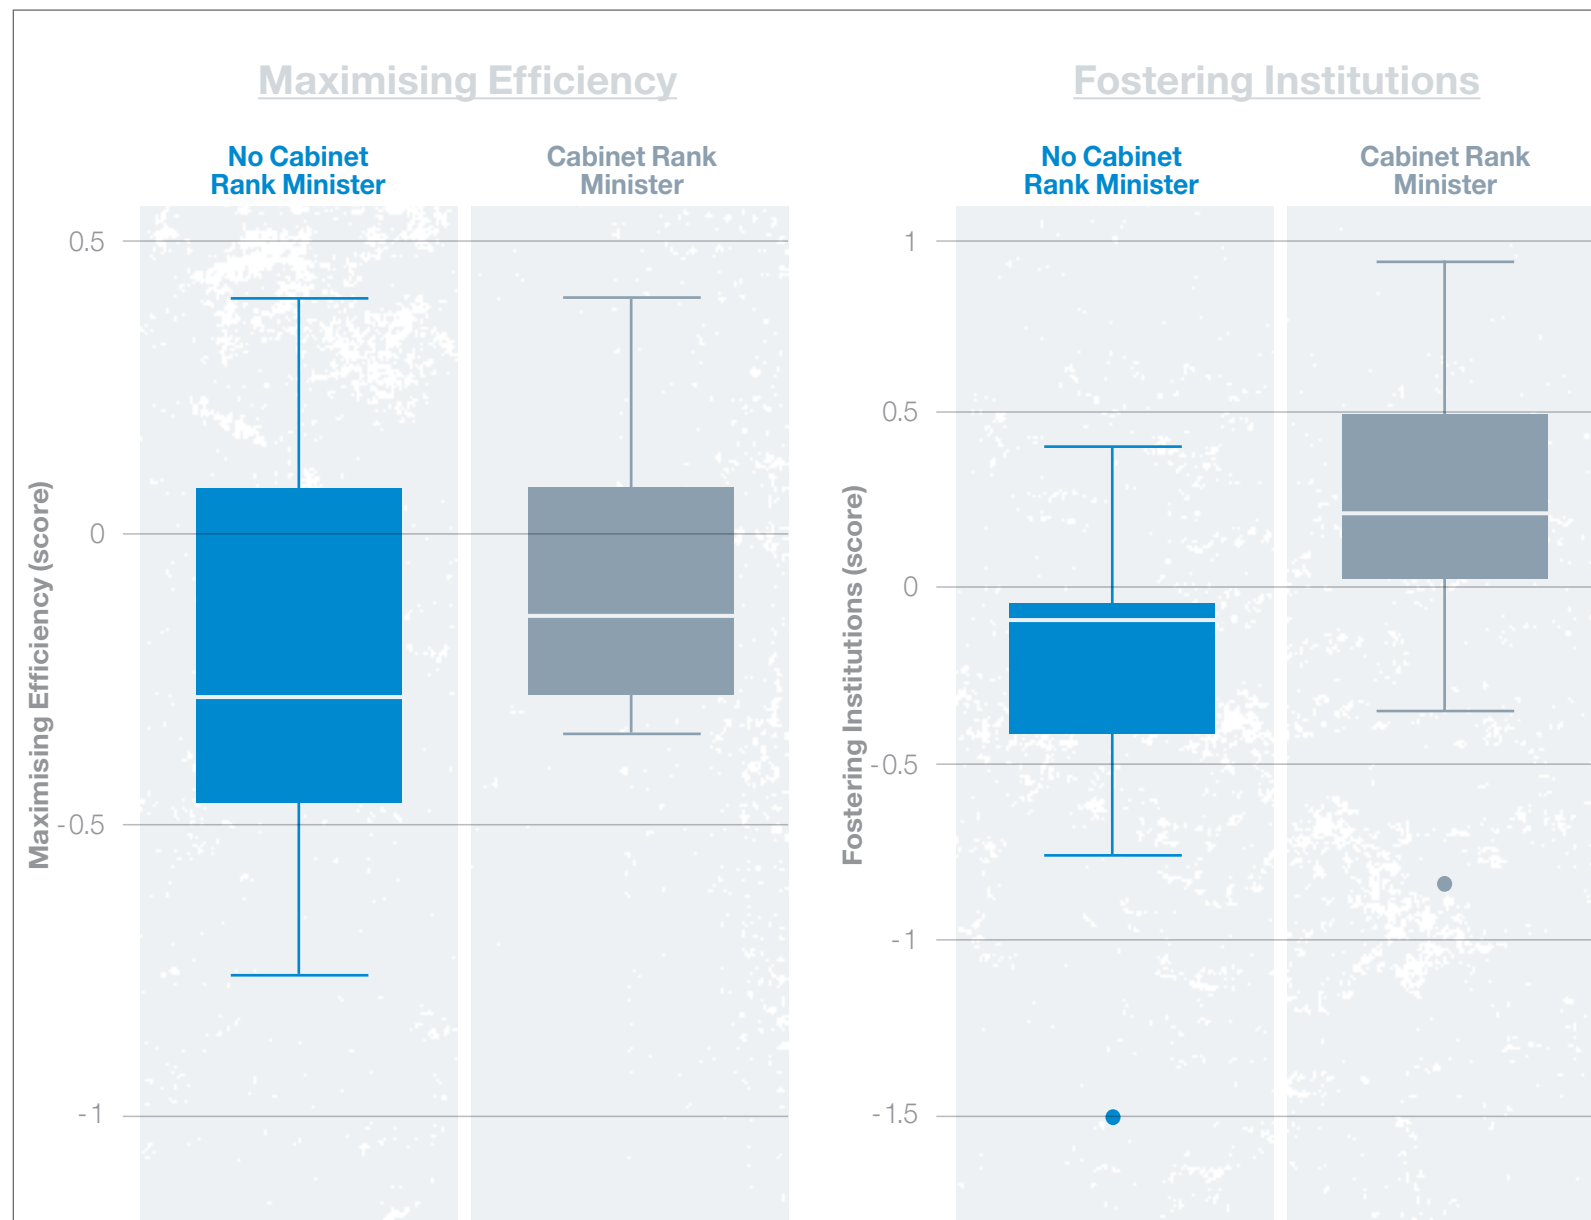 Maximising Efficiency
No Cabinet
Rank Minister
Cabinet Rank
Minister
0.5
0
-0.5
-1
Maximising Efficiency (score)
Fostering Institutions
No Cabinet
Rank Minister
Cabinet Rank
Minister
1
0.5
0
-0.5
-1
-1.5
Fostering Institutions (score)